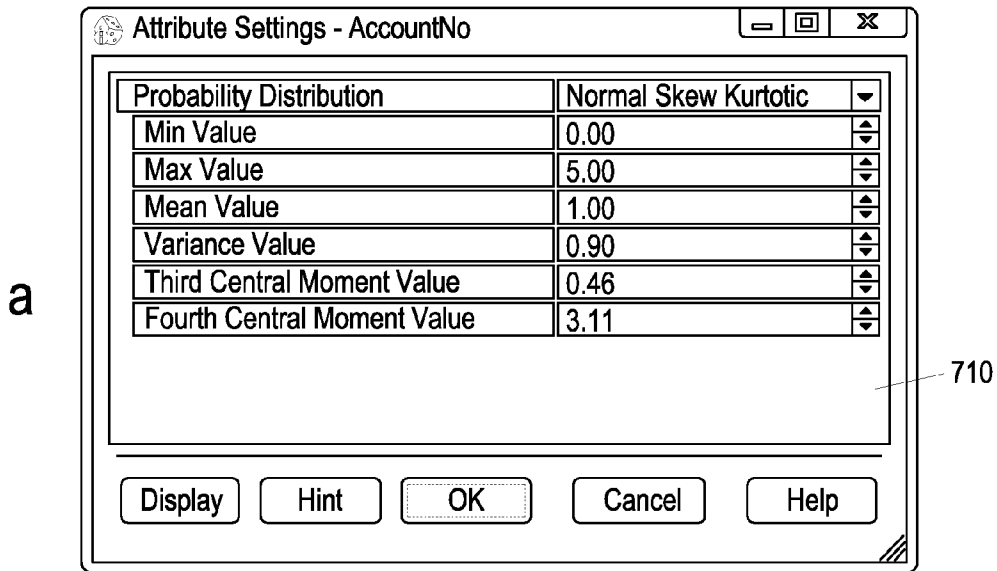 Attribute Settings - AccountNo
Probability Distribution Normal Skew Kurtotic
Min Value 0.00
Max Value 5.00
Mean Value 1.00
Variance Value 0.90
Third Central Moment Value 0.46
Fourth Central Moment Value 3.11
a
710
Display Hint OK Cancel Help